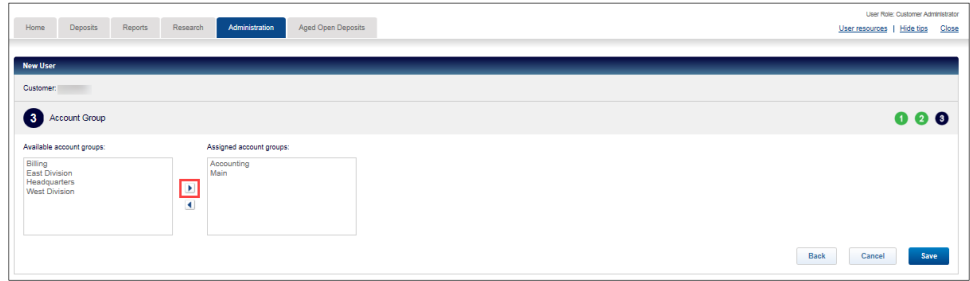 User Role: Customer Administrator
Home Deposits Reports Research Administration Aged Open Deposits
User resources | Hide tips Close
New User
Customer:
3 Account Group 1 2 3
Available account groups: Assigned account groups:
Billing Accounting
East Division Main
Headquarters
West Division
Back Cancel Save